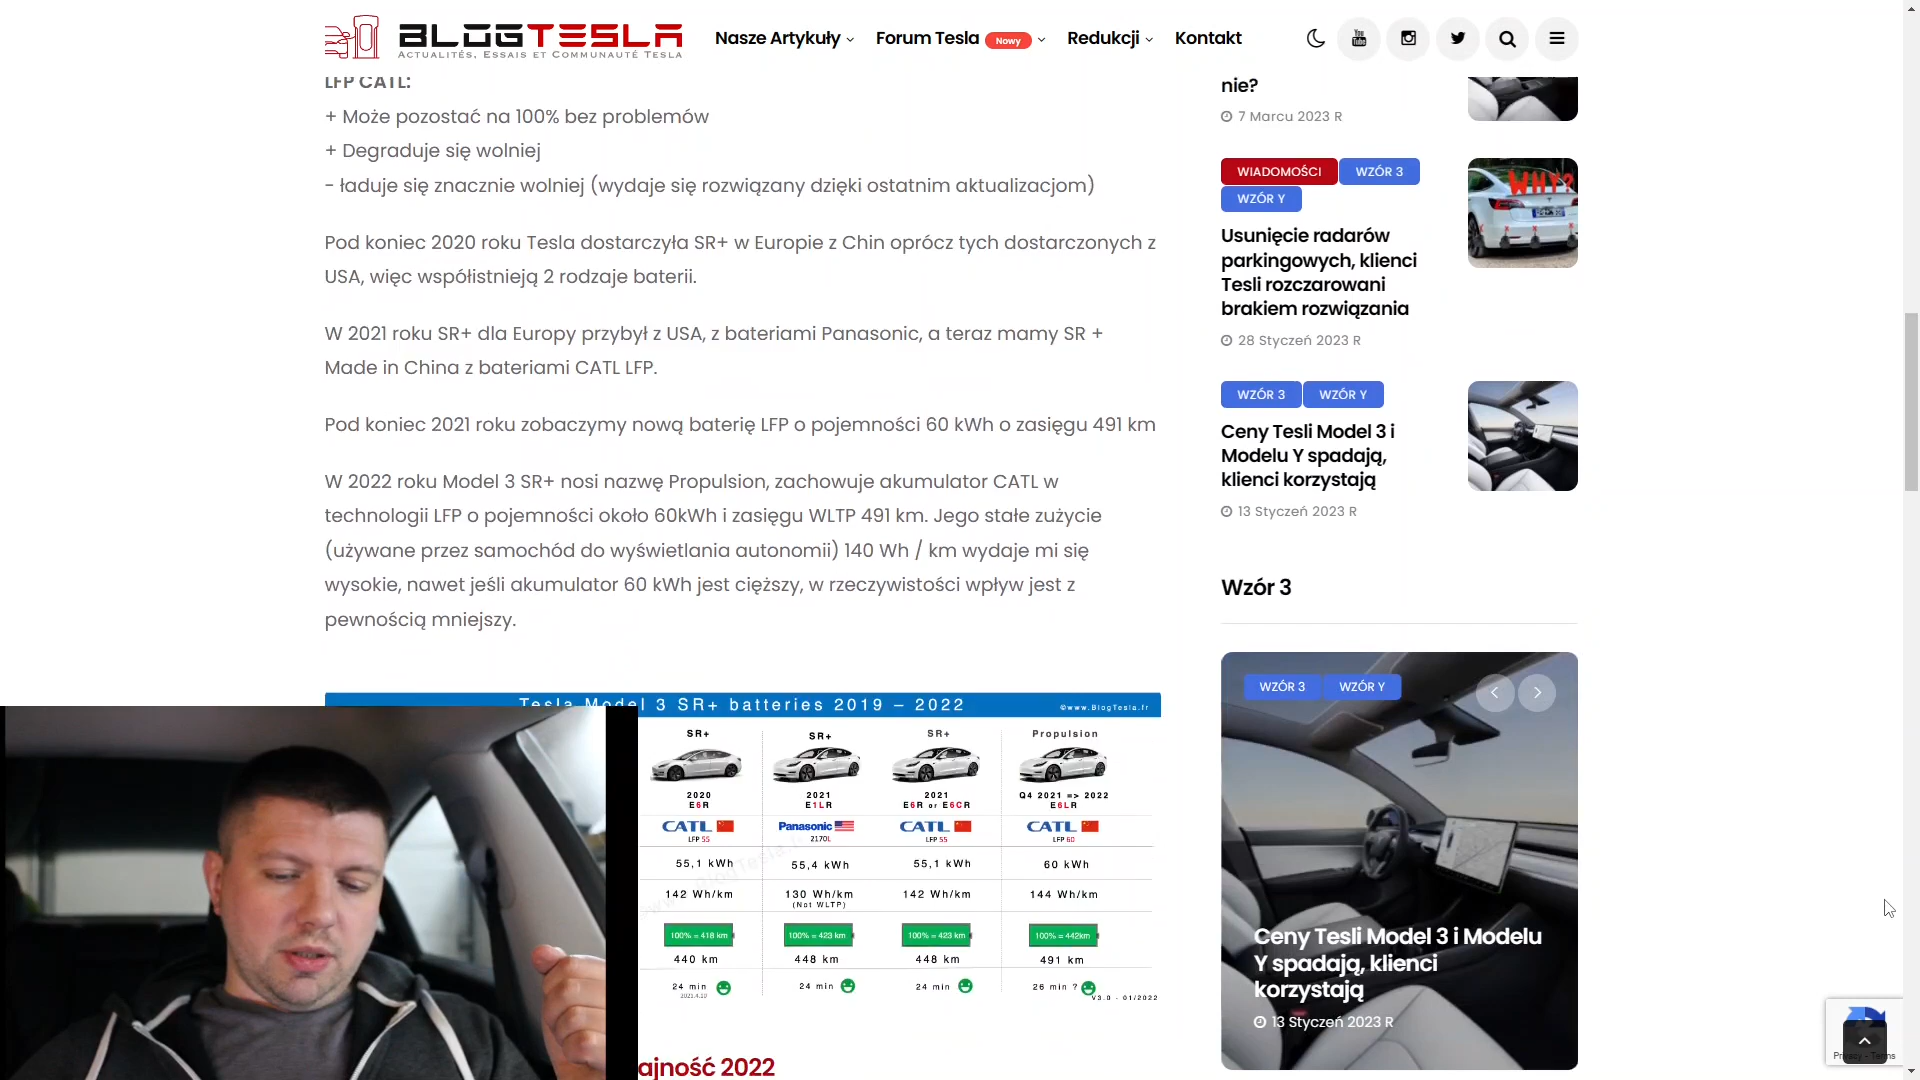 BLOGTESLA
Actualités, Essais et Communauté Tesla
Nasze Artykuły
Forum Tesla Nowy
Redukcji
Kontakt
LFP CATL:
+ Może pozostać na 100% bez problemów
+ Degraduje się wolniej
- ładuje się znacznie wolniej (wydaje się rozwiązany dzięki ostatnim aktualizacjom)
Pod koniec 2020 roku Tesla dostarczyła SR+ w Europie z Chin oprócz tych dostarczonych z
USA, więc współistnieją 2 rodzaje baterii.
W 2021 roku SR+ dla Europy przybył z USA, z bateriami Panasonic, a teraz mamy SR +
Made in China z bateriami CATL LFP.
Pod koniec 2021 roku zobaczymy nową baterię LFP o pojemności 60 kWh o zasięgu 491 km
W 2022 roku Model 3 SR+ nosi nazwę Propulsion, zachowuje akumulator CATL w
technologii LFP o pojemności około 60kWh i zasięgu WLTP 491 km. Jego stałe zużycie
(używane przez samochód do wyświetlania autonomii) 140 Wh / km wydaje mi się
wysokie, nawet jeśli akumulator 60 kWh jest cięższy, w rzeczywistości wpływ jest z
pewnością mniejszy.
Tesla Model 3 SR+ batteries 2019 – 2022
©www.BlogTesla.fr
SR+ SR+ SR+ Propulsion
2020 2021 2021 Q4 2021 => 2022
E6R E1LR E6R or E6CR E6LR
CATL Panasonic CATL CATL
LFP 55 2170L LFP 55 LFP 60
55,1 kWh 55,4 kWh 55,1 kWh 60 kWh
142 Wh/km 130 Wh/km 142 Wh/km 144 Wh/km
(Not WLTP)
100% = 418 km 100% = 423 km 100% = 423 km 100% = 442km
440 km 448 km 448 km 491 km
24 min 24 min 24 min 26 min ?
2021.4.10
V3.0 - 01/2022
ajność 2022
nie?
7 Marcu 2023 R
WIADOMOŚCI WZÓR 3
WZÓR Y
Usunięcie radarów
parkingowych, klienci
Tesli rozczarowani
brakiem rozwiązania
28 Styczeń 2023 R
WHY?
WZÓR 3 WZÓR Y
Ceny Tesli Model 3 i
Modelu Y spadają,
klienci korzystają
13 Styczeń 2023 R
Wzór 3
WZÓR 3 WZÓR Y
Ceny Tesli Model 3 i Modelu
Y spadają, klienci
korzystają
13 Styczeń 2023 R
Privacy - Terms